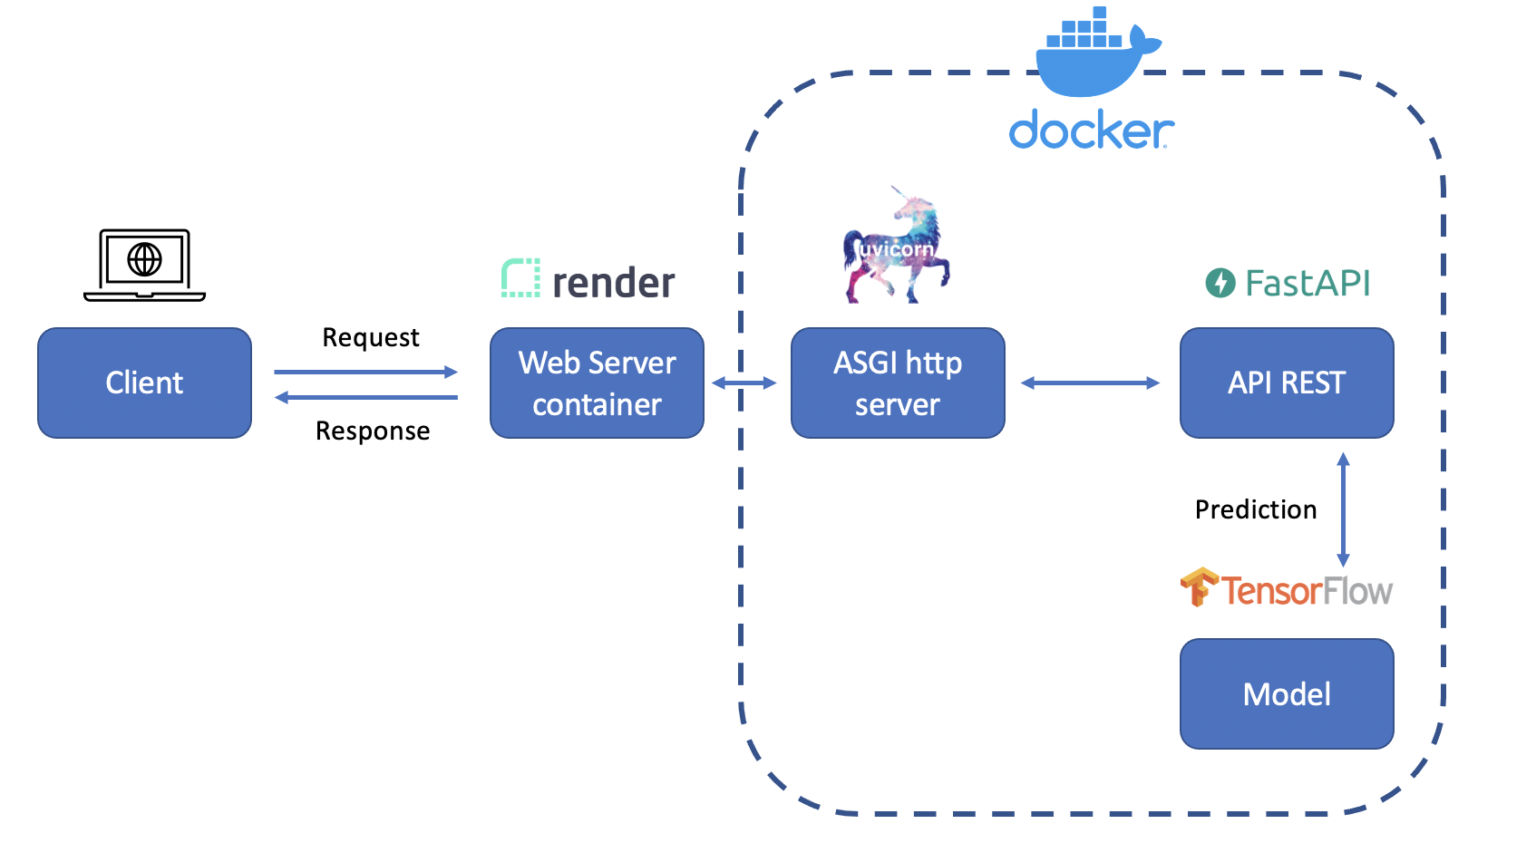 docker
uvicorn
render
FastAPI
Client
Request
Response
Web Server
container
ASGI http
server
API REST
Prediction
TensorFlow
Model